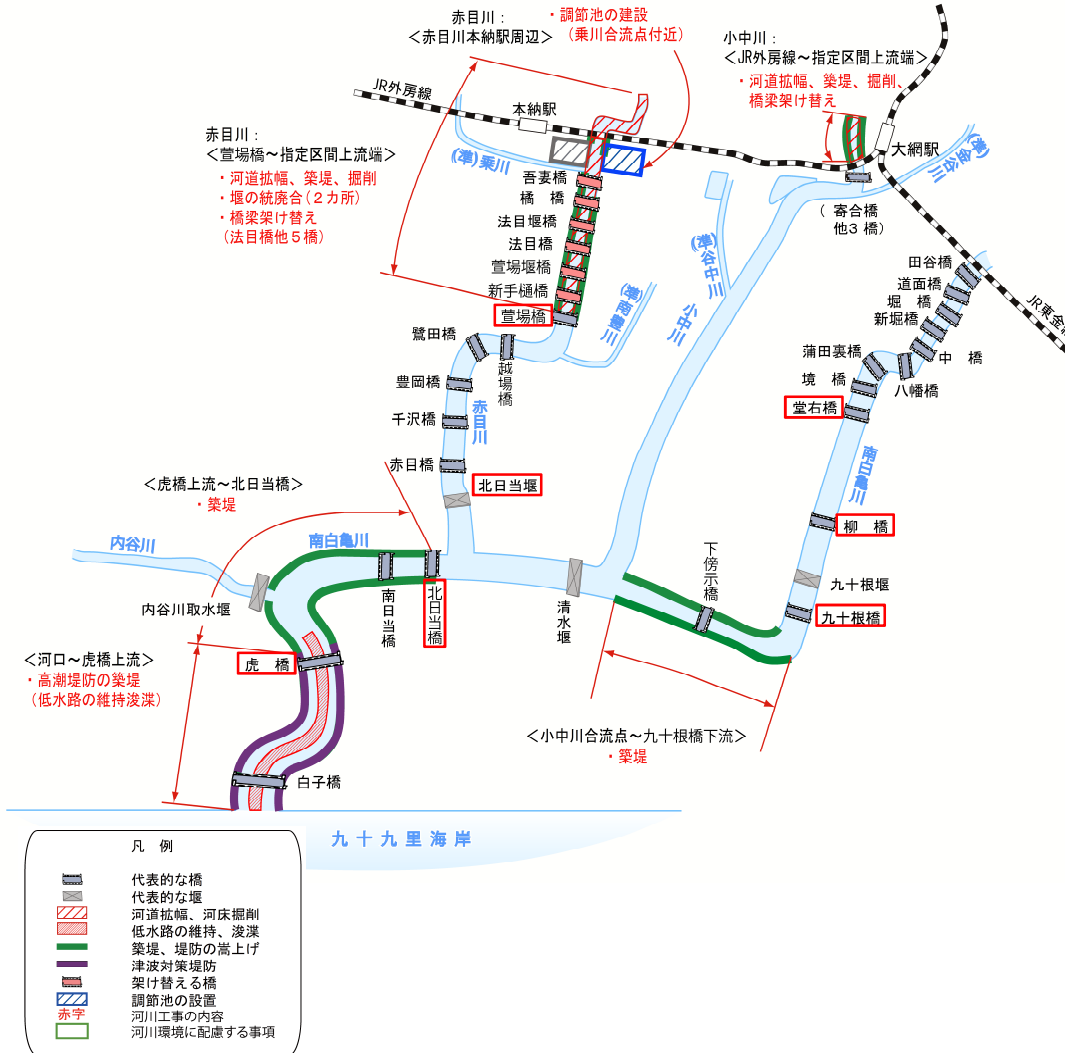 赤目川：
＜赤目川本納駅周辺＞
・調節池の建設
（乗川合流点付近）
小中川：
＜JR外房線～指定区間上流端＞
・河道拡幅、築堤、掘削、
橋梁架け替え
JR外房線
本納駅
大網駅
(準)金谷川
赤目川：
＜萱場橋～指定区間上流端＞
・河道拡幅、築堤、掘削
・堰の統廃合(２カ所)
・橋梁架け替え
（法目橋他５橋）
(準)乗川
吾妻橋
橘　橋
法目堰橋
法目橋
萱場堰橋
新手樋橋
萱場橋
(準)南豊川
(準)谷中川
小中川
（ 寄合橋
他３橋）
田谷橋
道面橋
堀　橋
新堀橋
中　橋
JR東金線
蒲田裏橋
八幡橋
境　橋
堂右橋
鷺田橋
越場橋
豊岡橋
千沢橋
赤目川
赤目橋
北日当堰
南白亀川
柳　橋
九十根堰
九十根橋
＜虎橋上流～北日当橋＞
・築堤
内谷川
南白亀川
内谷川取水堰
南日当橋
北日当橋
清水堰
下傍示橋
＜河口～虎橋上流＞
・高潮堤防の築堤
（低水路の維持浚渫）
虎　橋
＜小中川合流点～九十根橋下流＞
・築堤
白子橋
九十九里海岸
凡　例
代表的な橋
代表的な堰
河道拡幅、河床掘削
低水路の維持、浚渫
築堤、堤防の嵩上げ
津波対策堤防
架け替える橋
調節池の設置
赤字 河川工事の内容
河川環境に配慮する事項